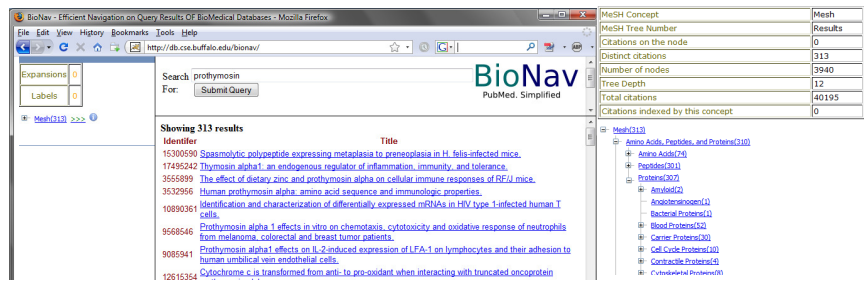 BioNav - Efficient Navigation on Query Results OF BioMedical Databases - Mozilla Firefox
File Edit View History Bookmarks Tools Help
http://db.cse.buffalo.edu/bionav/
G
Expansions 0
Labels 0
Mesh(313) >>>
Search For: prothymosin
Submit Query
BioNav
PubMed. Simplified
Showing 313 results
Identifer Title
15300590 Spasmolytic polypeptide expressing metaplasia to preneoplasia in H. felis-infected mice.
17495242 Thymosin alpha1: an endogenous regulator of inflammation, immunity, and tolerance.
3555899 The effect of dietary zinc and prothymosin alpha on cellular immune responses of RF/J mice.
3532956 Human prothymosin alpha: amino acid sequence and immunologic properties.
10890361 Identification and characterization of differentially expressed mRNAs in HIV type 1-infected human T
cells.
9568546 Prothymosin alpha 1 effects in vitro on chemotaxis, cytotoxicity and oxidative response of neutrophils
from melanoma, colorectal and breast tumor patients.
9085941 Prothymosin alpha1 effects on IL-2-induced expression of LFA-1 on lymphocytes and their adhesion to
human umbilical vein endothelial cells.
12615354 Cytochrome c is transformed from anti- to pro-oxidant when interacting with truncated oncoprotein
MeSH Concept Mesh
MeSH Tree Number Results
Citations on the node 0
Distinct citations 313
Number of nodes 3940
Tree Depth 12
Total citations 40195
Citations indexed by this concept 0
Mesh(313)
Amino Acids, Peptides, and Proteins(310)
Amino Acids(74)
Peptides(301)
Proteins(307)
Amyloid(2)
Angiotensinogen(1)
Bacterial Proteins(1)
Blood Proteins(52)
Carrier Proteins(30)
Cell Cycle Proteins(10)
Contractile Proteins(4)
Cytoskeletal Proteins(8)